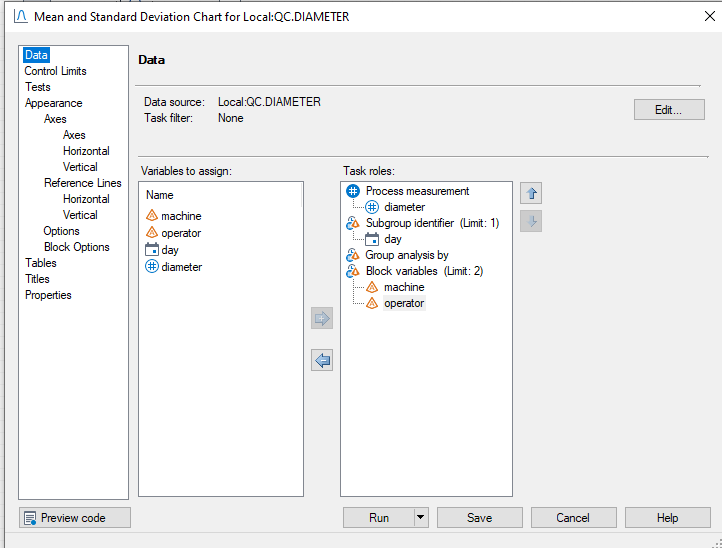 Mean and Standard Deviation Chart for Local:QC.DIAMETER
Data
Control Limits
Tests
Appearance
Axes
Axes
Horizontal
Vertical
Reference Lines
Horizontal
Vertical
Options
Block Options
Tables
Titles
Properties
Data
Data source: Local:QC.DIAMETER
Task filter: None
Edit...
Variables to assign:
Name
machine
operator
day
diameter
Task roles:
Process measurement
diameter
Subgroup identifier (Limit: 1)
day
Group analysis by
Block variables (Limit: 2)
machine
operator
Preview code
Run
Save
Cancel
Help